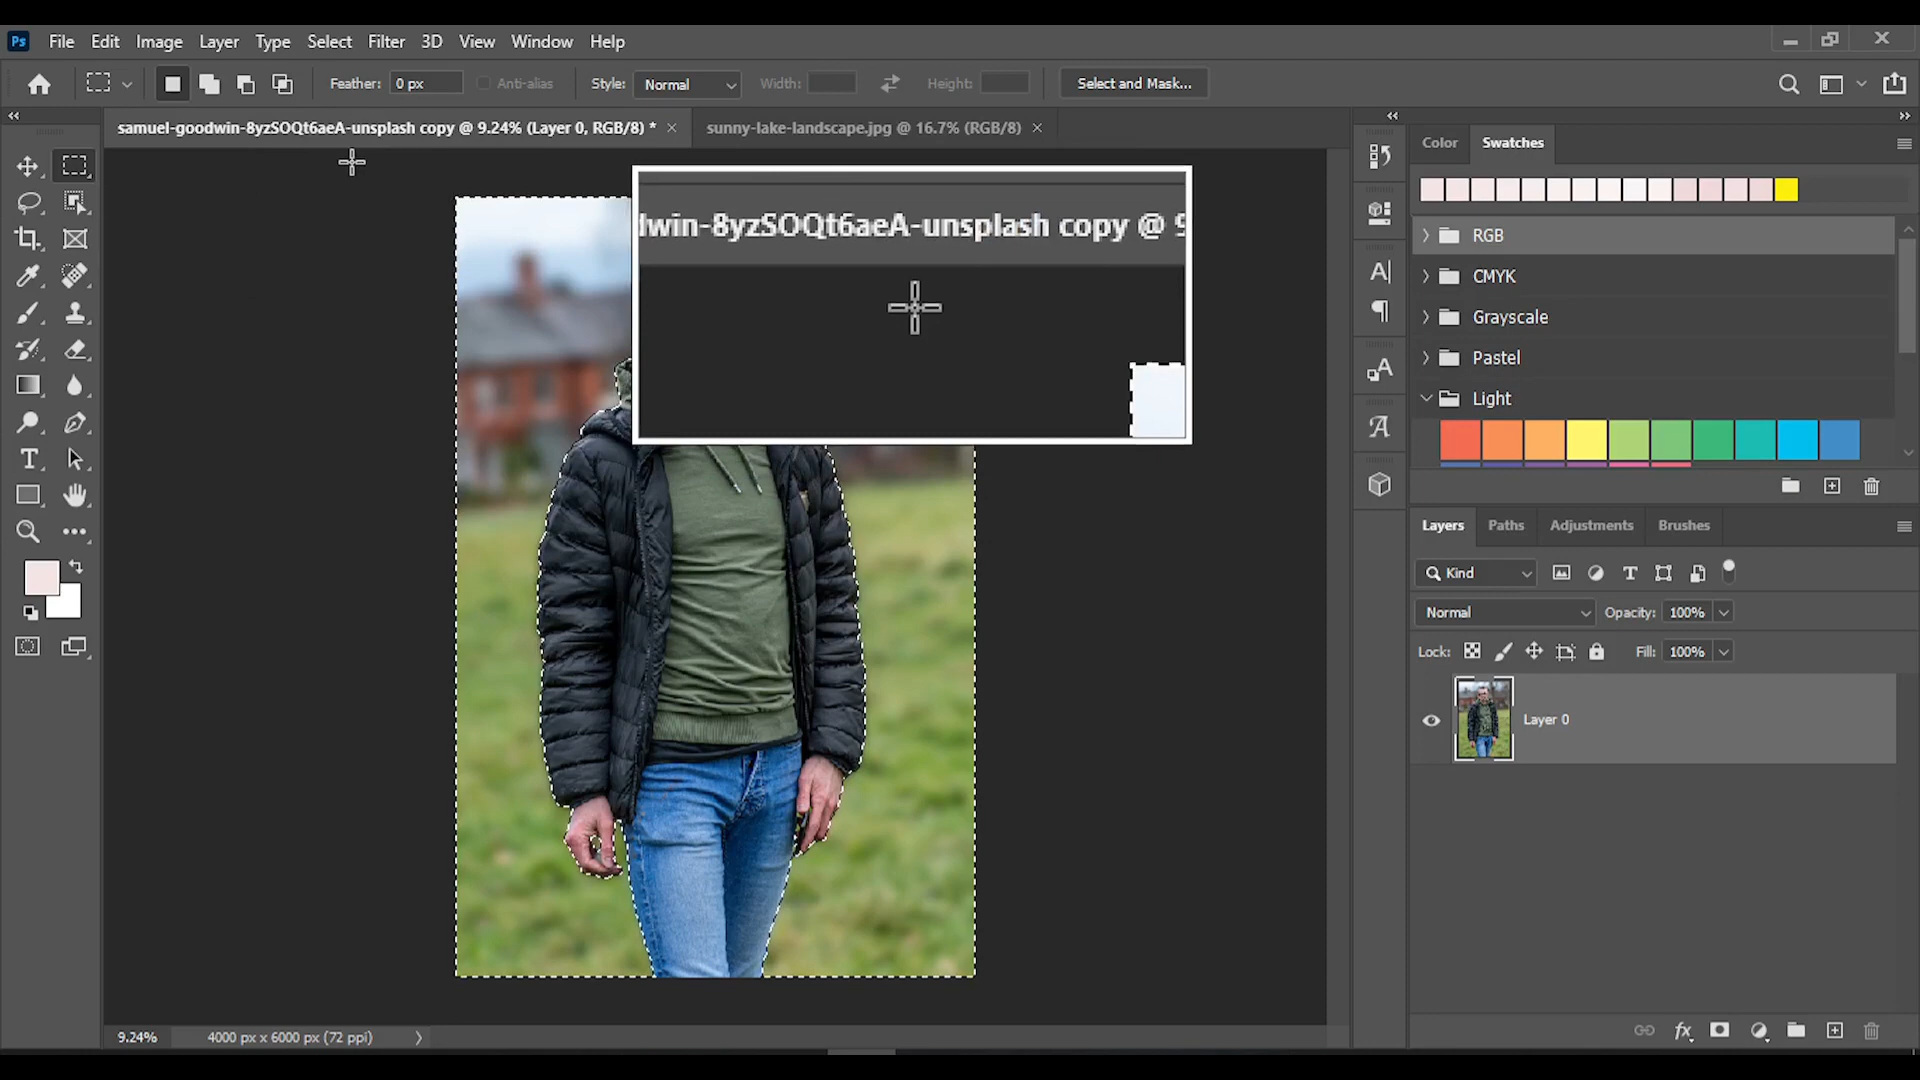 Ps File Edit Image Layer Type Select Filter 3D View Window Help
Feather: 0 px Anti-alias Style: Normal Width: Height: Select and Mask...
samuel-goodwin-8yzSOQt6aeA-unsplash copy @ 9.24% (Layer 0, RGB/8) * × sunny-lake-landscape.jpg @ 16.7% (RGB/8) ×
Color Swatches
dwin-8yzSOQt6aeA-unsplash copy @ 9
RGB
CMYK
Grayscale
Pastel
Light
Layers Paths Adjustments Brushes
Kind
Normal Opacity: 100%
Lock: Fill: 100%
Layer 0
9.24% 4000 px x 6000 px (72 ppi)
fx